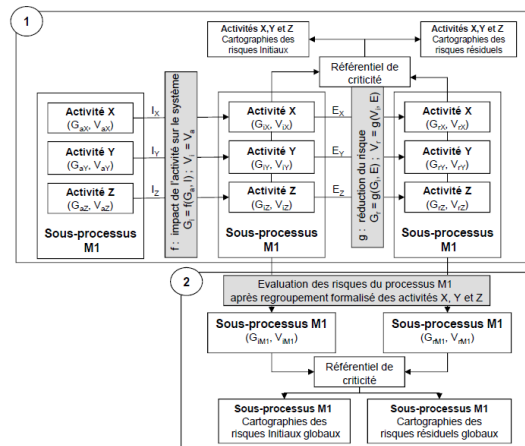 1
Activités X,Y et Z
Cartographies des
risques Initiaux
Activités X, Y et Z
Cartographies des
risques résiduels
Référentiel de
criticité
Activité X
(GaX, VaX)
Activité Y
(GaY, VaY)
Activité Z
(GaZ, VaZ)
Sous-processus
M1
IX
IY
IZ
f : impact de l'activité sur le système
Gi = f(Ga, I) ; Vi = Va
Activité X
(GiX, ViX)
Activité Y
(GiY, ViY)
Activité Z
(GiZ, ViZ)
Sous-processus
M1
EX
EY
EZ
g : réduction du risque
Gr = g(Gi, E) ; Vr = g(Vi, E)
Activité X
(GrX, VrX)
Activité Y
(GrY, VrY)
Activité Z
(GrZ, VrZ)
Sous-processus
M1
2
Evaluation des risques du processus M1
après regroupement formalisé des activités X, Y et Z
Sous-processus M1
(GiM1, ViM1)
Sous-processus M1
(GrM1, VrM1)
Référentiel de
criticité
Sous-processus M1
Cartographies des
risques Initiaux globaux
Sous-processus M1
Cartographies des
risques résiduels globaux